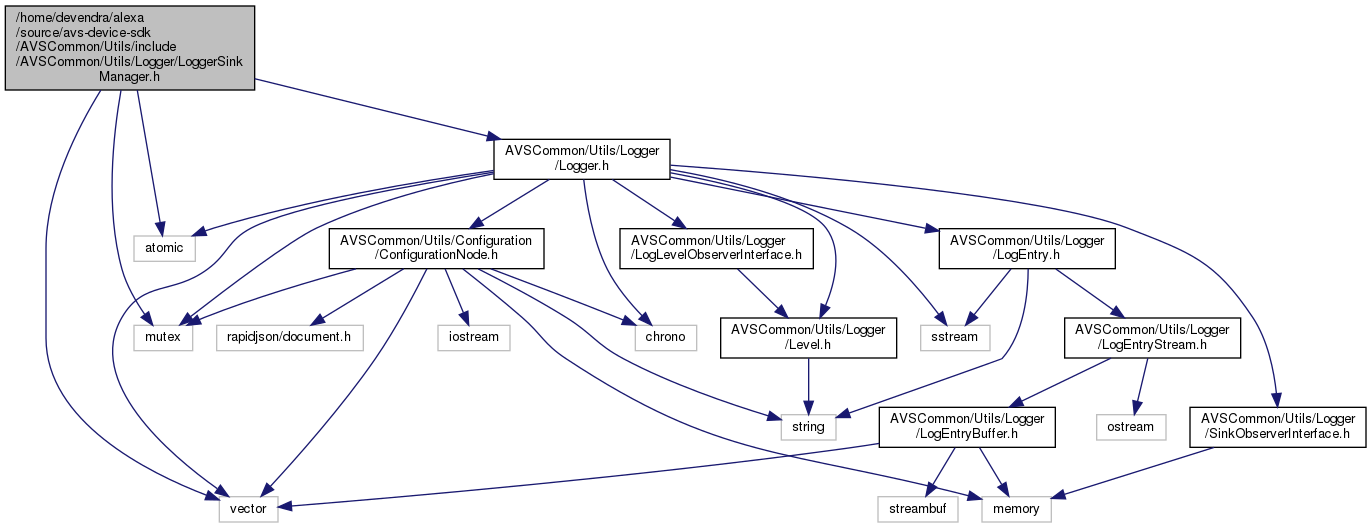 /home/devendra/alexa
/source/avs-device-sdk
/AVSCommon/Utils/include
/AVSCommon/Utils/Logger/LoggerSink
Manager.h
AVSCommon/Utils/Logger
/Logger.h
atomic
AVSCommon/Utils/Configuration
/ConfigurationNode.h
AVSCommon/Utils/Logger
/LogLevelObserverInterface.h
AVSCommon/Utils/Logger
/LogEntry.h
mutex
rapidjson/document.h
iostream
chrono
AVSCommon/Utils/Logger
/Level.h
sstream
AVSCommon/Utils/Logger
/LogEntryStream.h
string
AVSCommon/Utils/Logger
/LogEntryBuffer.h
ostream
AVSCommon/Utils/Logger
/SinkObserverInterface.h
vector
streambuf
memory